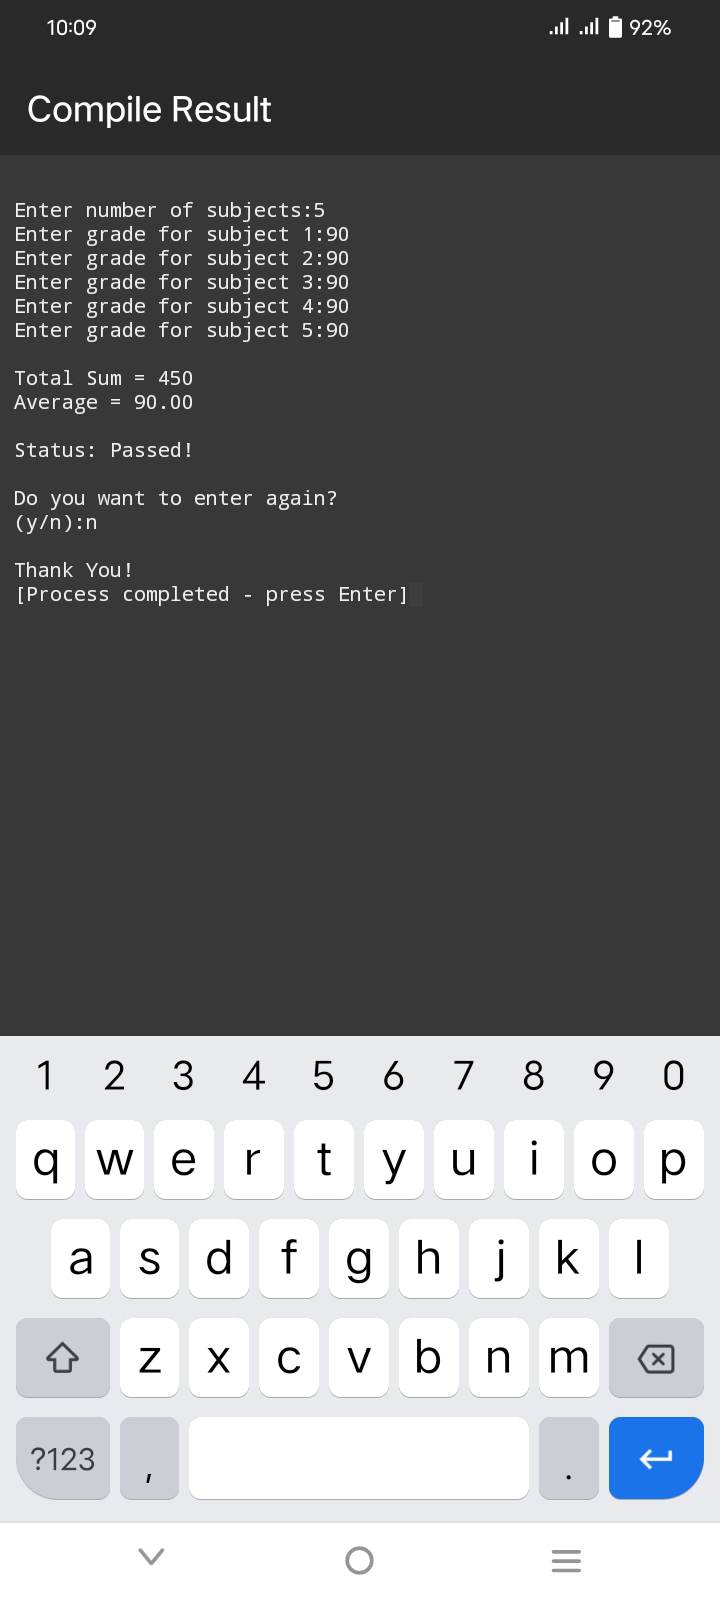 10:09
92%
Compile Result
Enter number of subjects:5
Enter grade for subject 1:90
Enter grade for subject 2:90
Enter grade for subject 3:90
Enter grade for subject 4:90
Enter grade for subject 5:90
Total Sum = 450
Average = 90.00
Status: Passed!
Do you want to enter again?
(y/n):n
Thank You!
[Process completed - press Enter]
1 2 3 4 5 6 7 8 9 0
q w e r t y u i o p
a s d f g h j k l
z x c v b n m
?123 , .